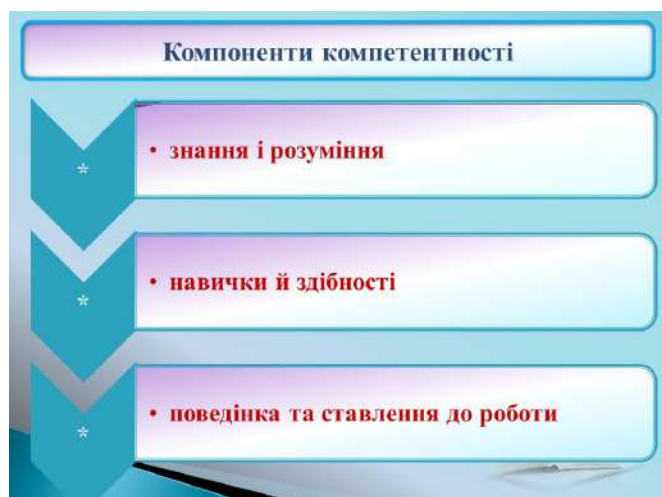 Компоненти компетентності
*
• знання і розуміння
*
• навички й здібності
*
• поведінка та ставлення до роботи